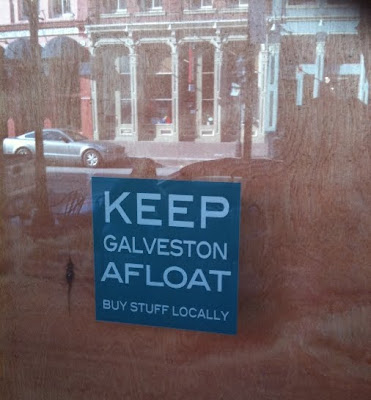 KEEP
GALVESTON
AFLOAT
BUY STUFF LOCALLY